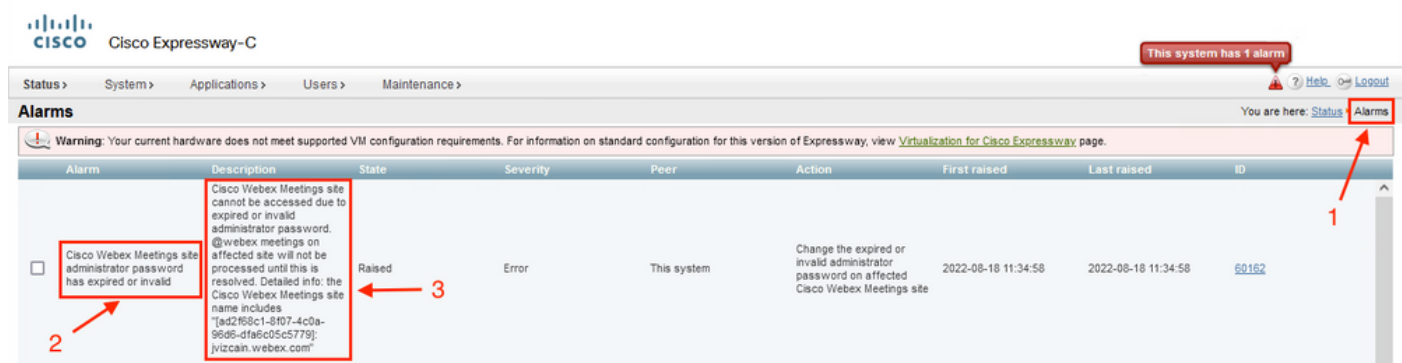 CISCO Cisco Expressway-C
This system has 1 alarm
Status > System > Applications > Users > Maintenance > Help Logout
Alarms You are here: Status Alarms
Warning: Your current hardware does not meet supported VM configuration requirements. For information on standard configuration for this version of Expressway, view Virtualization for Cisco Expressway page.
Alarm Description State Severity Peer Action First raised Last raised ID
Cisco Webex Meetings site
administrator password
has expired or invalid
Cisco Webex Meetings site
cannot be accessed due to
expired or invalid
administrator password.
@webex meetings on
affected site will not be
processed until this is
resolved. Detailed info: the
Cisco Webex Meetings site
name includes
"[ad2f68c1-8f07-4c0a-
96d6-dfa6c05c5779]:
jvizcain.webex.com"
Raised
Error
This system
Change the expired or
invalid administrator
password on affected
Cisco Webex Meetings site
2022-08-18 11:34:58
2022-08-18 11:34:58
60162
1
2
3